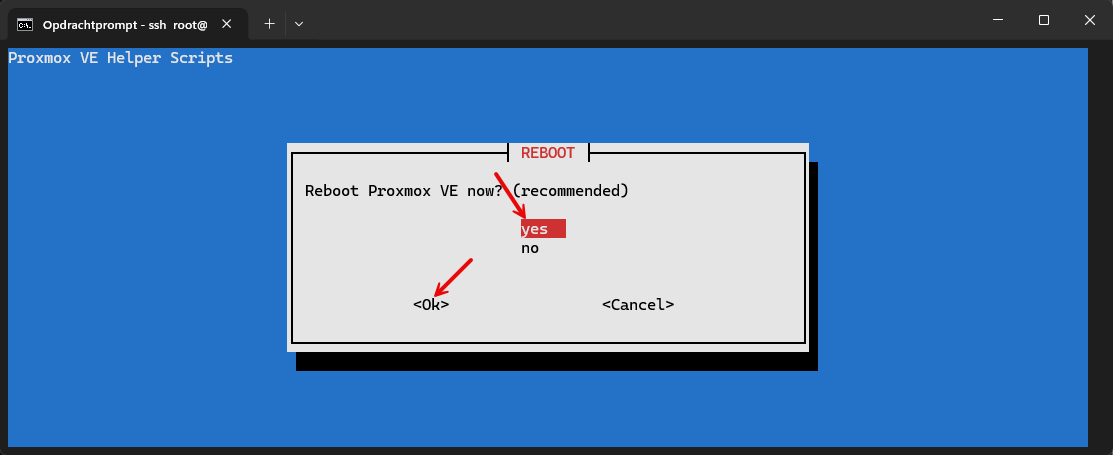 Opdrachtprompt - ssh root@
Proxmox VE Helper Scripts
REBOOT
Reboot Proxmox VE now? (recommended)
yes
no
<Ok> <Cancel>